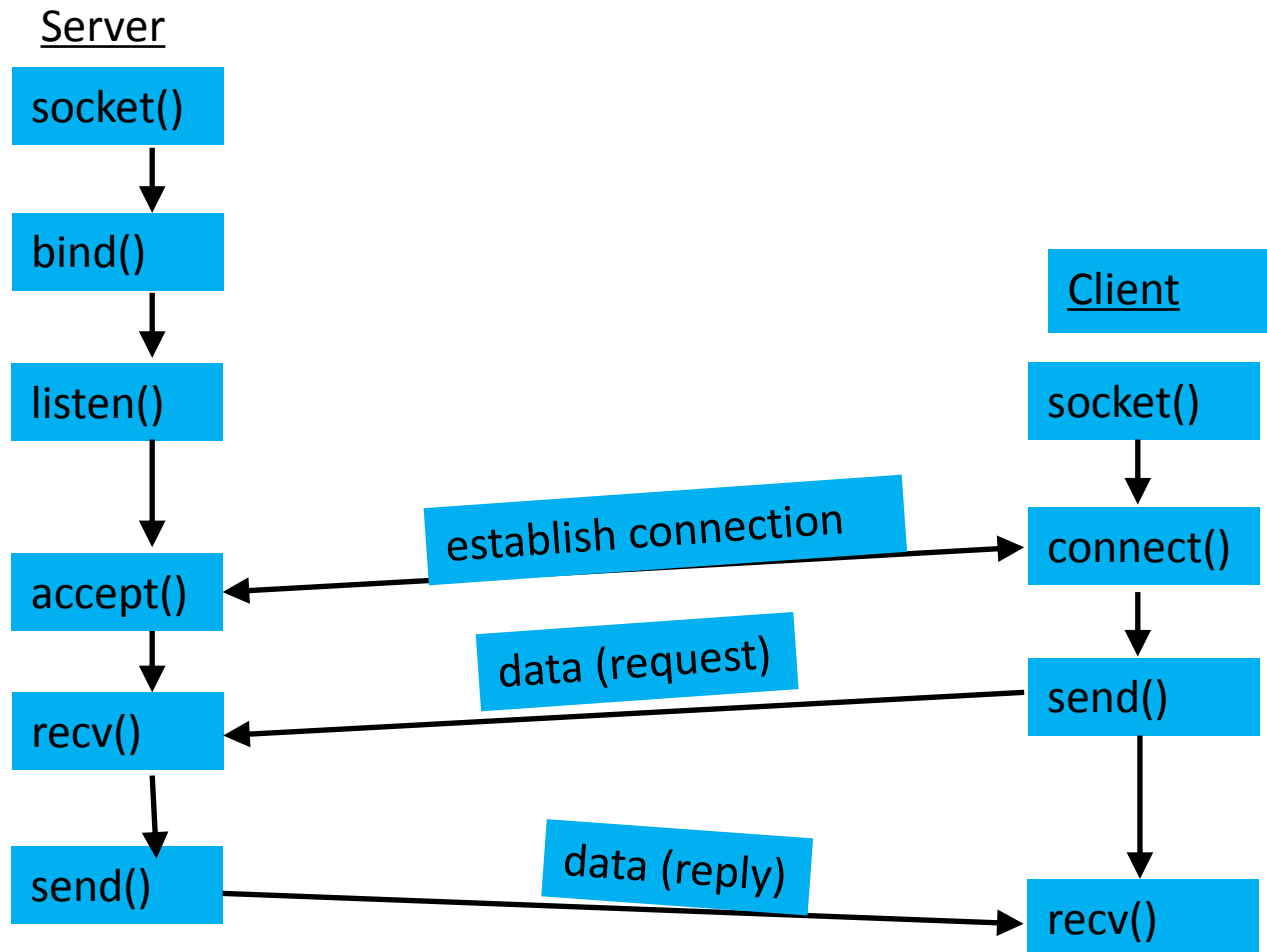 Server
socket()
bind()
listen()
accept()
recv()
send()
establish connection
data (request)
data (reply)
Client
socket()
connect()
send()
recv()